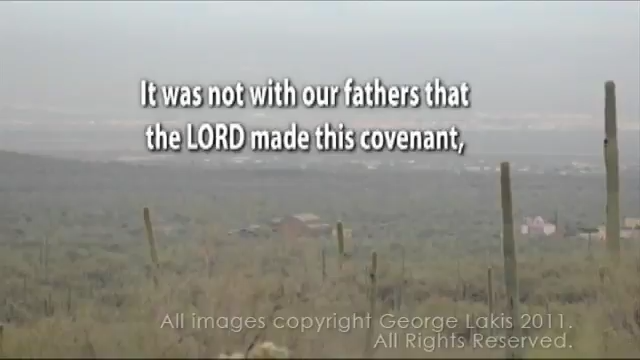 It was not with our fathers that
the LORD made this covenant,
All images copyright George Lakis 2011.
All Rights Reserved.